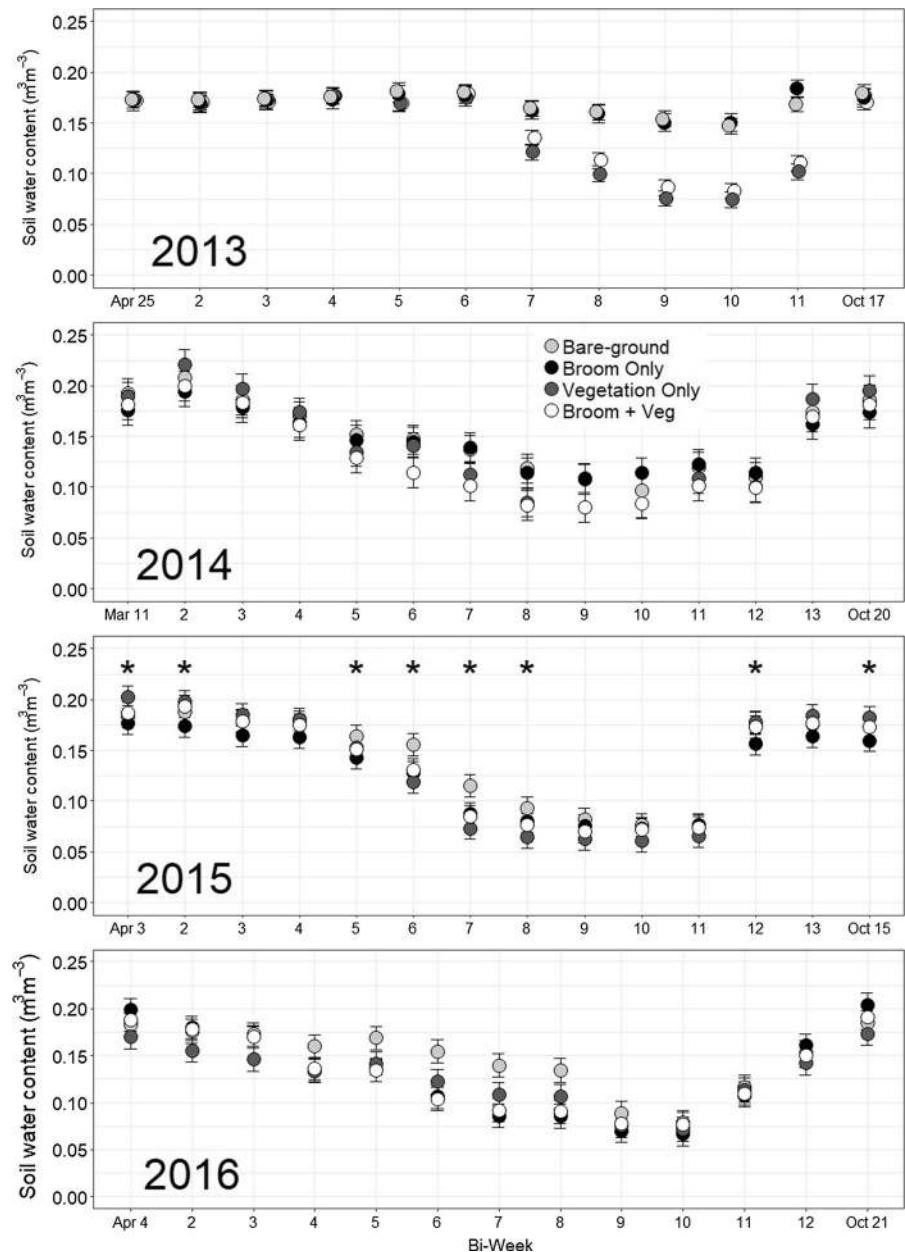 0.25
0.20
0.15
0.10
0.05
0.00
Soil water content (m³m⁻³)
2013
Apr 25 2 3 4 5 6 7 8 9 10 11 Oct 17
0.25
0.20
0.15
0.10
0.05
0.00
Soil water content (m³m⁻³)
Bare-ground
Broom Only
Vegetation Only
Broom + Veg
2014
Mar 11 2 3 4 5 6 7 8 9 10 11 12 13 Oct 20
0.25
0.20
0.15
0.10
0.05
0.00
Soil water content (m³m⁻³)
* * * * * * * *
2015
Apr 3 2 3 4 5 6 7 8 9 10 11 12 13 Oct 15
0.25
0.20
0.15
0.10
0.05
0.00
Soil water content (m³m⁻³)
2016
Apr 4 2 3 4 5 6 7 8 9 10 11 12 Oct 21
Bi-Week